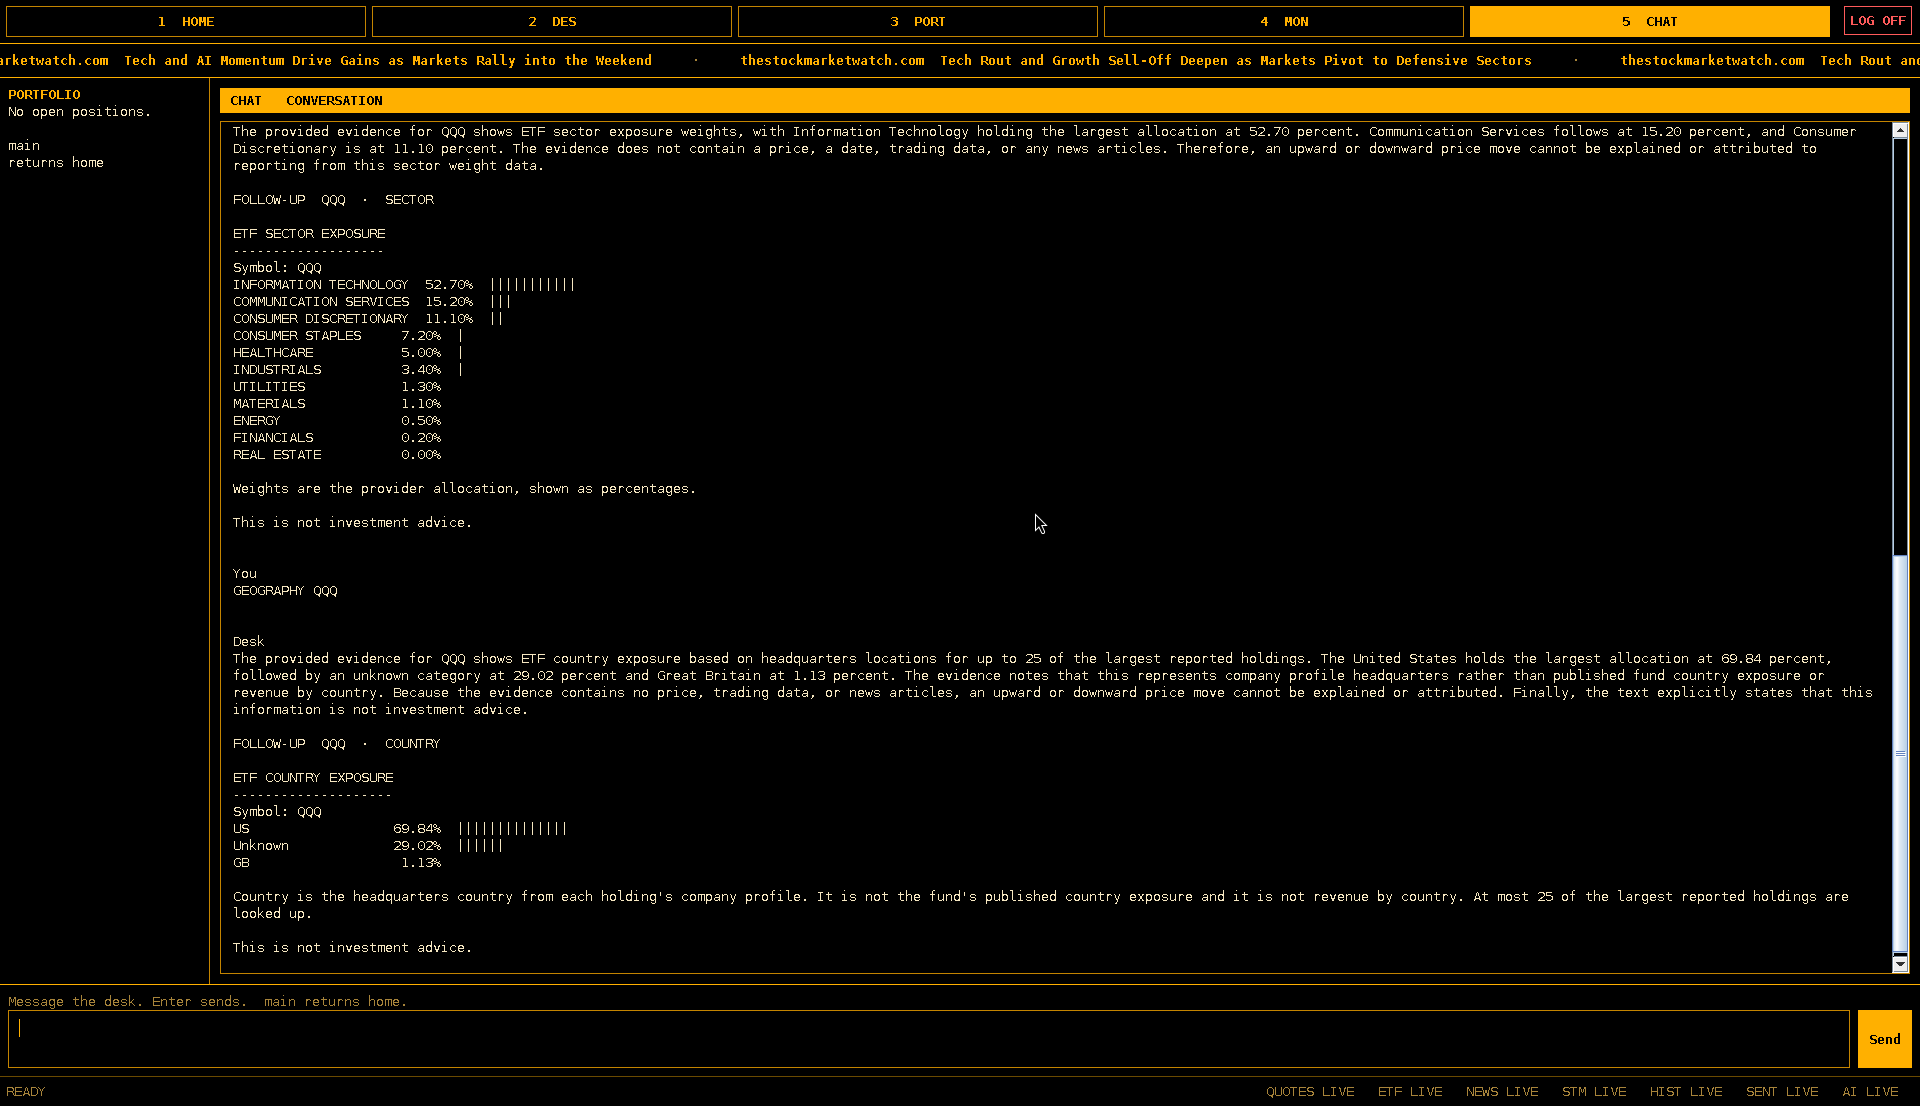 1 HOME
2 DES
3 PORT
4 MON
5 CHAT
LOG OFF
arketwatch.com Tech and AI Momentum Drive Gains as Markets Rally into the Weekend · thestockmarketwatch.com Tech Rout and Growth Sell-Off Deepen as Markets Pivot to Defensive Sectors · thestockmarketwatch.com Tech Rout and
PORTFOLIO
No open positions.
main
returns home
CHAT CONVERSATION
The provided evidence for QQQ shows ETF sector exposure weights, with Information Technology holding the largest allocation at 52.70 percent. Communication Services follows at 15.20 percent, and Consumer
Discretionary is at 11.10 percent. The evidence does not contain a price, a date, trading data, or any news articles. Therefore, an upward or downward price move cannot be explained or attributed to
reporting from this sector weight data.
FOLLOW-UP QQQ · SECTOR
ETF SECTOR EXPOSURE
-------------------
Symbol: QQQ
INFORMATION TECHNOLOGY 52.70% |||||||||||
COMMUNICATION SERVICES 15.20% |||
CONSUMER DISCRETIONARY 11.10% ||
CONSUMER STAPLES 7.20% |
HEALTHCARE 5.00% |
INDUSTRIALS 3.40% |
UTILITIES 1.30%
MATERIALS 1.10%
ENERGY 0.50%
FINANCIALS 0.20%
REAL ESTATE 0.00%
Weights are the provider allocation, shown as percentages.
This is not investment advice.
You
GEOGRAPHY QQQ
Desk
The provided evidence for QQQ shows ETF country exposure based on headquarters locations for up to 25 of the largest reported holdings. The United States holds the largest allocation at 69.84 percent,
followed by an unknown category at 29.02 percent and Great Britain at 1.13 percent. The evidence notes that this represents company profile headquarters rather than published fund country exposure or
revenue by country. Because the evidence contains no price, trading data, or news articles, an upward or downward price move cannot be explained or attributed. Finally, the text explicitly states that this
information is not investment advice.
FOLLOW-UP QQQ · COUNTRY
ETF COUNTRY EXPOSURE
--------------------
Symbol: QQQ
US 69.84% ||||||||||||||
Unknown 29.02% ||||||
GB 1.13%
Country is the headquarters country from each holding's company profile. It is not the fund's published country exposure and it is not revenue by country. At most 25 of the largest reported holdings are
looked up.
This is not investment advice.
Message the desk. Enter sends. main returns home.
Send
READY
QUOTES LIVE ETF LIVE NEWS LIVE STM LIVE HIST LIVE SENT LIVE AI LIVE